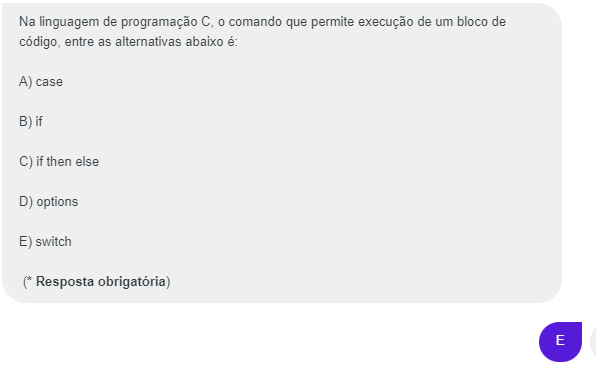 Na linguagem de programação C, o comando que permite execução de um bloco de
código, entre as alternativas abaixo é:
A) case
B) if
C) if then else
D) options
E) switch
(* Resposta obrigatória)
E